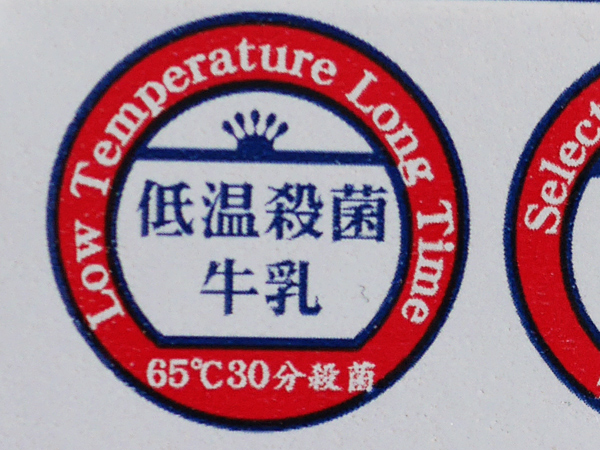 Low Temperature Long Time
低温殺菌
牛乳
65℃30分殺菌
Select